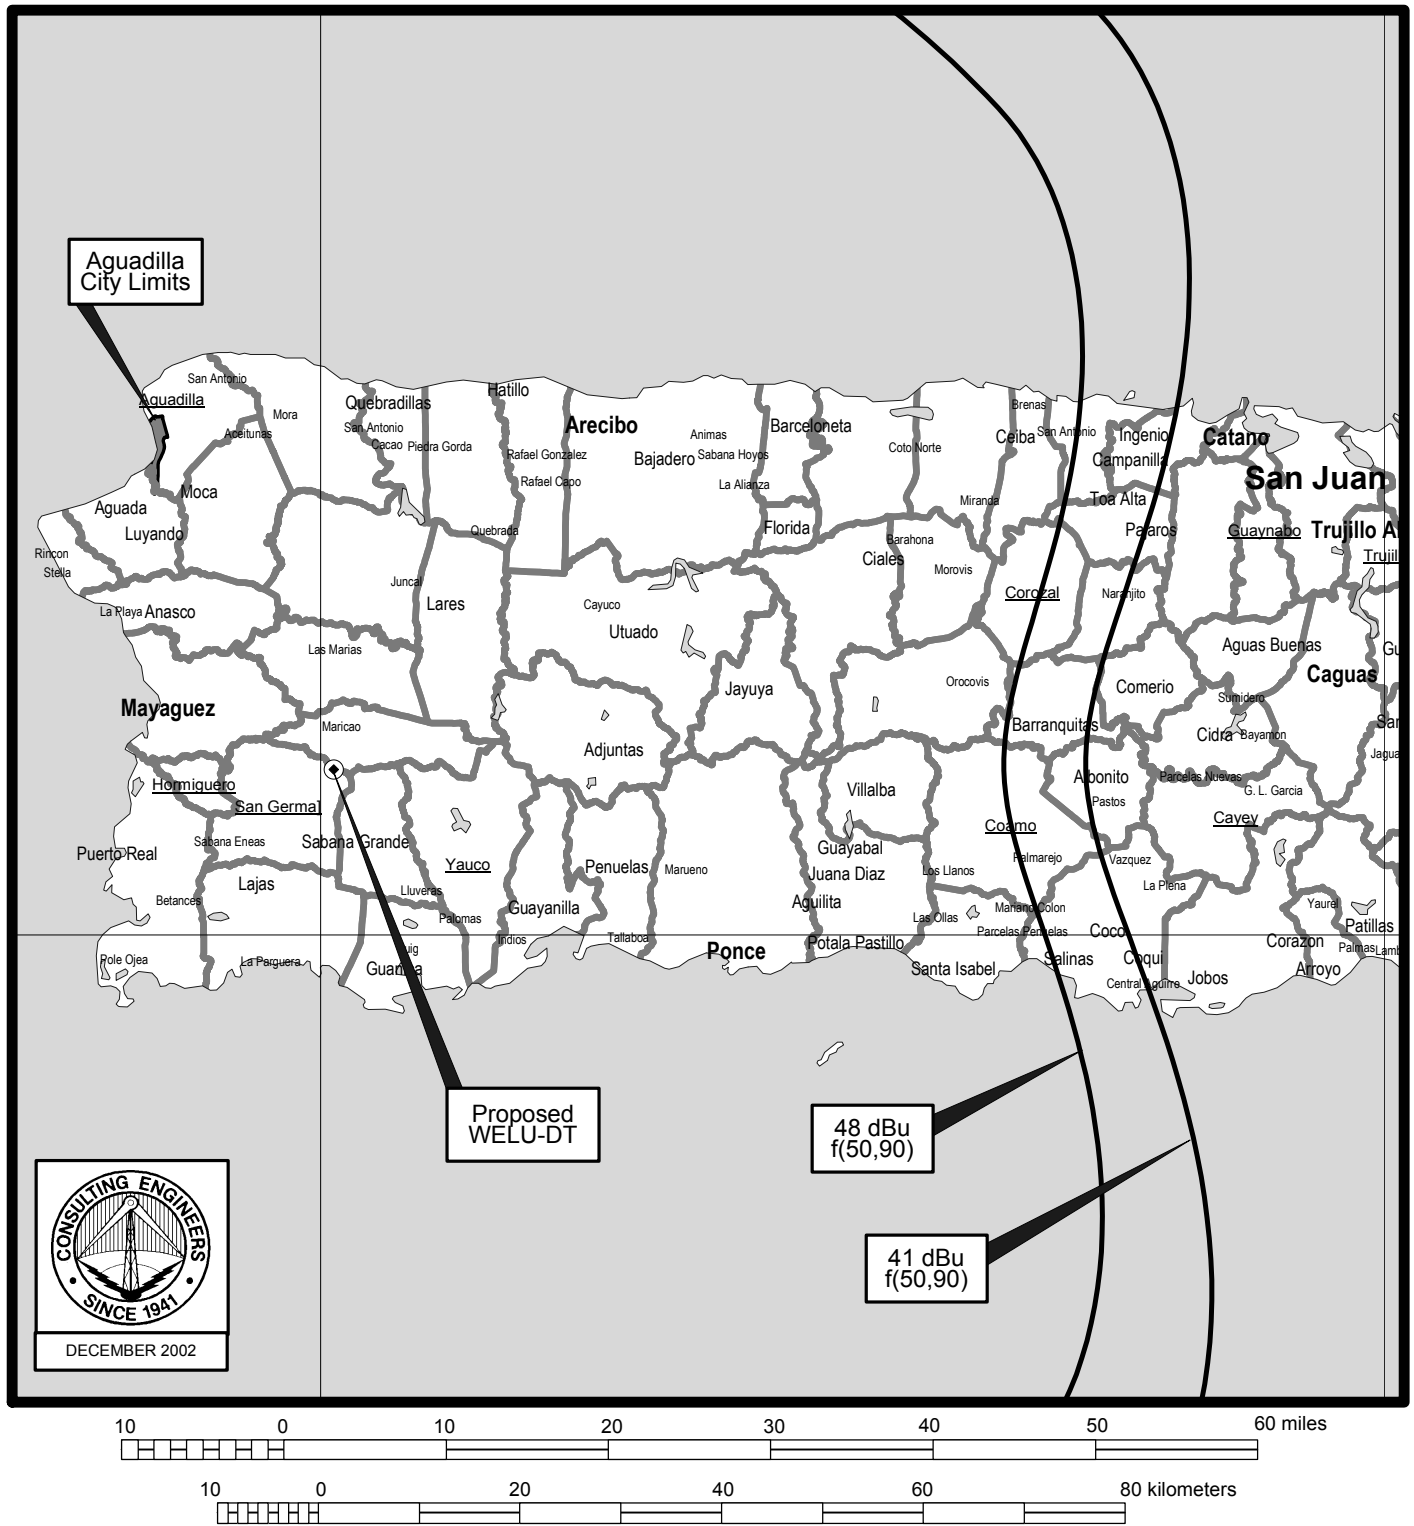 Aguadilla
City Limits
San Antonio
Aguadilla
Mora
Aceitunas
Quebradillas
San Antonio
Cacao
Piedra Gorda
Hatillo
Rafael Gonzalez
Rafael Capo
Arecibo
Animas
Bajadero
Sabana Hoyos
La Alianza
Barceloneta
Florida
Coto Norte
Brenas
Ceiba
San Antonio
Ingenio
Campanilla
Catano
San Juan
Miranda
Toa Alta
Pajaros
Guaynabo
Trujillo A
Trujil
Moca
Aguada
Luyando
Rincon
Stella
Quebrada
Barahona
Ciales
Morovis
Corozal
Naranjito
La Playa
Anasco
Juncal
Lares
Cayuco
Utuado
Las Marias
Aguas Buenas
Gu
Caguas
Mayaguez
Maricao
Jayuya
Orocovis
Comerio
Sumidero
Barranquitas
Cidra
Bayamon
San
Jagua
Adjuntas
Hormiguero
San Germa
Villalba
Aibonito
Pastos
Parcelas Nuevas
G. L. Garcia
Cayey
Coamo
Sabana Eneas
Sabana Grande
Puerto Real
Yauco
Penuelas
Marueno
Guayabal
Juana Diaz
Aguilita
Palmarejo
Los Llanos
Vazquez
La Plena
Lajas
Betances
Lluveras
Palomas
Guayanilla
Indios
Tallaboa
Ponce
Potala Pastillo
Las Ollas
Mariano Colon
Parcelas Penuelas
Coco
Yaurel
Patillas
Corazon
Palmas
Lamb
Pole Ojea
La Parguera
uig
Guanica
Santa Isabel
Salinas
Coqui
Central Aguirre
Jobos
Arroyo
Proposed
WELU-DT
48 dBu
f(50,90)
41 dBu
f(50,90)
CONSULTING ENGINEERS
SINCE 1941
DECEMBER 2002
10 0 10 20 30 40 50 60 miles
10 0 20 40 60 80 kilometers